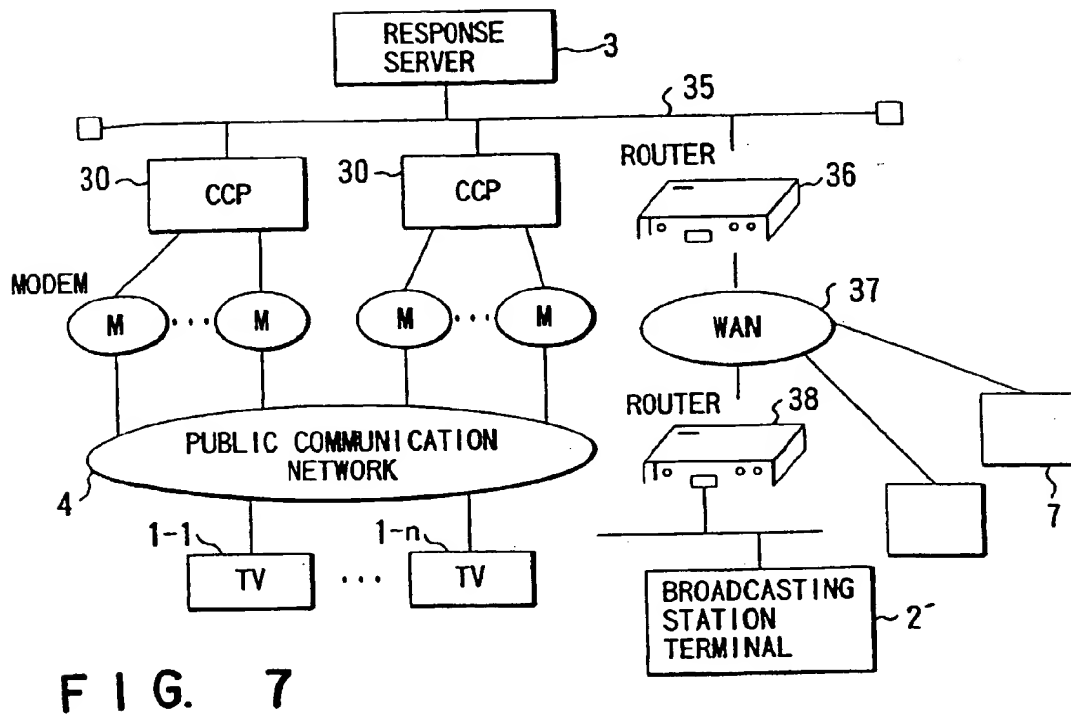 RESPONSE
SERVER
3
35
30
CCP
30
CCP
ROUTER
36
MODEM
M
...
M
M
...
M
37
WAN
ROUTER
38
PUBLIC COMMUNICATION
NETWORK
4
7
1-1
TV
...
1-n
TV
BROADCASTING
STATION
TERMINAL
2'
FIG. 7